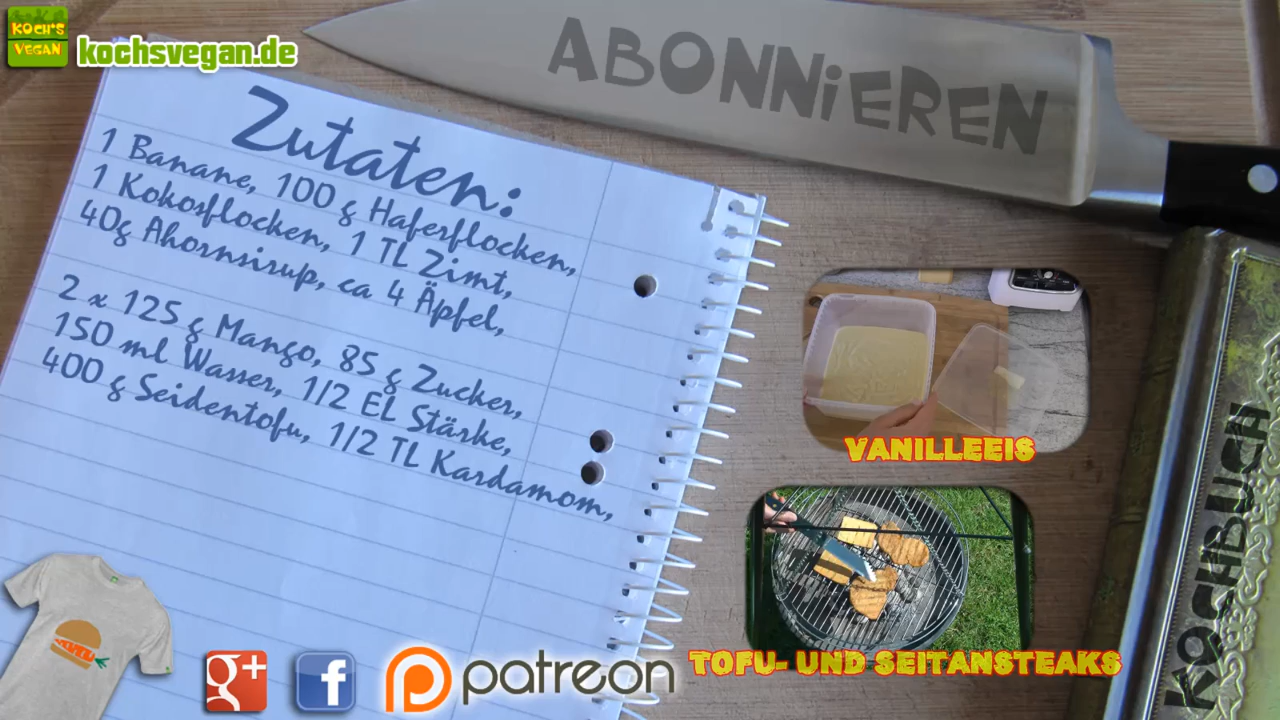 KOCH'S
VEGAN
kochsvegan.de
ABONNiEREN
Zutaten:
1 Banane, 100 g Haferflocken,
1 Kokosflocken, 1 TL Zimt,
40g Ahornsirup, ca 4 Äpfel,
2 x 125 g Mango, 85 g Zucker,
150 ml Wasser, 1/2 EL Stärke,
400 g Seidentofu, 1/2 TL Kardamom,
VANILLEEIS
TOFU- UND SEITANSTEAKS
KOCHBUCH
g+
f
patreon